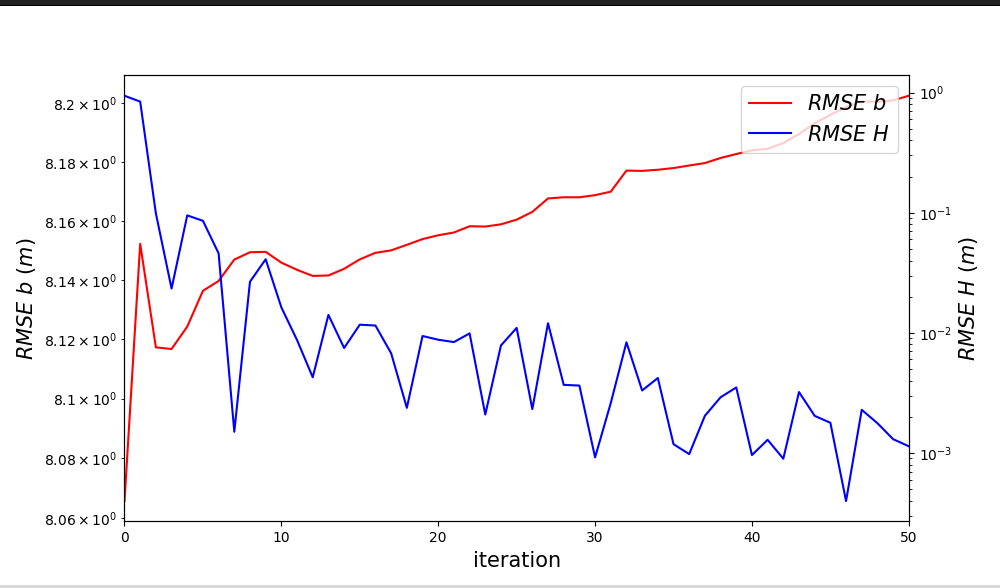 RMSE b
RMSE H
8.2 × 10⁰
8.18 × 10⁰
8.16 × 10⁰
8.14 × 10⁰
8.12 × 10⁰
8.1 × 10⁰
8.08 × 10⁰
8.06 × 10⁰
RMSE b (m)
10⁰
10⁻¹
10⁻²
10⁻³
RMSE H (m)
0 10 20 30 40 50
iteration